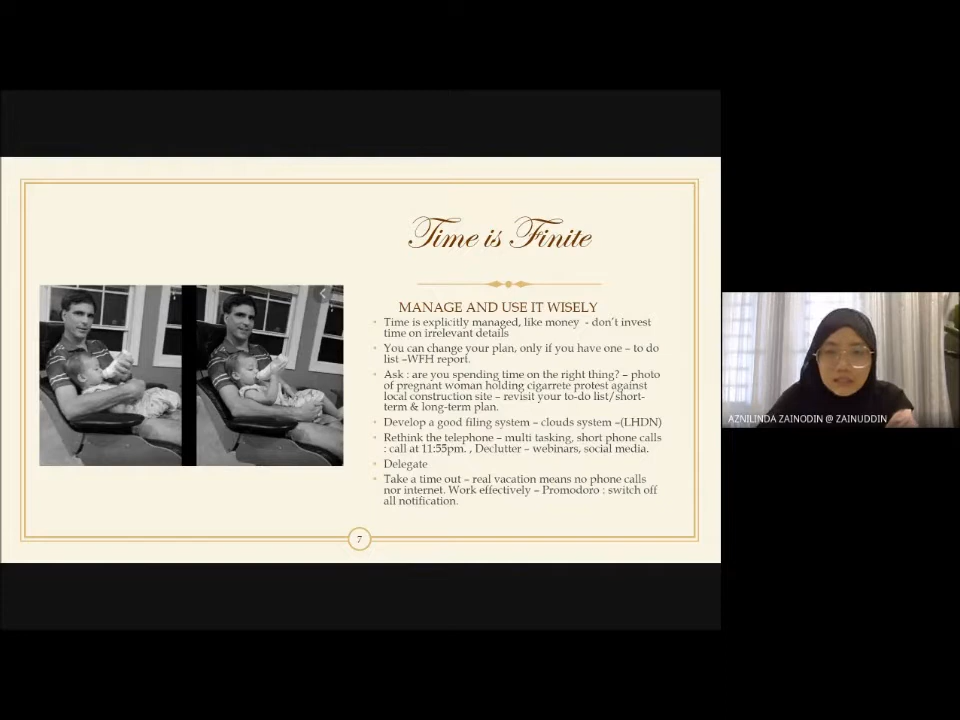 Time is Finite
MANAGE AND USE IT WISELY
Time is explicitly managed, like money - don't invest
time on irrelevant details
You can change your plan, only if you have one – to do
list –WFH report.
Ask : are you spending time on the right thing? – photo
of pregnant woman holding cigarrete protest against
local construction site – revisit your to-do list/short-
term & long-term plan.
Develop a good filing system – clouds system –(LHDN)
Rethink the telephone – multi tasking, short phone calls
: call at 11:55pm. , Declutter – webinars, social media.
Delegate
Take a time out – real vacation means no phone calls
nor internet. Work effectively – Promodoro : switch off
all notification.
7
AZNILINDA ZAINODIN @ ZAINUDDIN